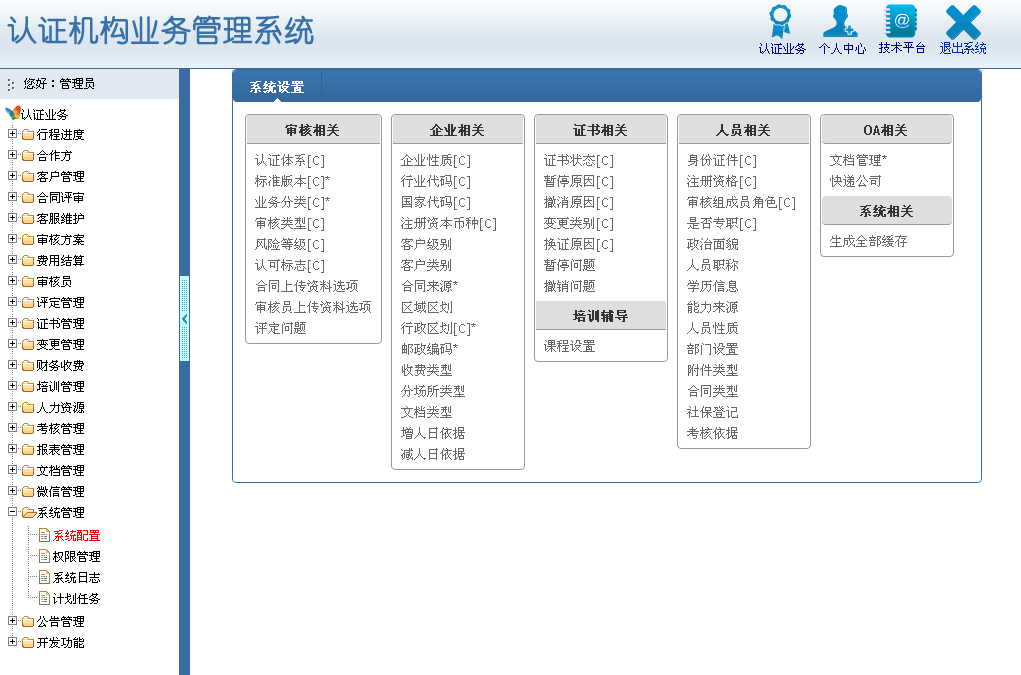 认证机构业务管理系统
认证业务 个人中心 技术平台 退出系统
您好：管理员
认证业务
行程进度
合作方
客户管理
合同评审
客服维护
审核方案
费用结算
审核员
评定管理
证书管理
变更管理
财务收费
培训管理
人力资源
考核管理
报表管理
文档管理
微信管理
系统管理
系统配置
权限管理
系统日志
计划任务
公告管理
开发功能
系统设置
审核相关
认证体系[C]
标准版本[C]*
业务分类[C]*
审核类型[C]
风险等级[C]
认可标志[C]
合同上传资料选项
审核员上传资料选项
评定问题
企业相关
企业性质[C]
行业代码[C]
国家代码[C]
注册资本币种[C]
客户级别
客户类别
合同来源*
区域区划
行政区划[C]*
邮政编码*
收费类型
分场所类型
文档类型
增人日依据
减人日依据
证书相关
证书状态[C]
暂停原因[C]
撤消原因[C]
变更类别[C]
换证原因[C]
暂停问题
撤销问题
培训辅导
课程设置
人员相关
身份证件[C]
注册资格[C]
审核组成员角色[C]
是否专职[C]
政治面貌
人员职称
学历信息
能力来源
人员性质
部门设置
附件类型
合同类型
社保登记
考核依据
OA相关
文档管理*
快递公司
系统相关
生成全部缓存